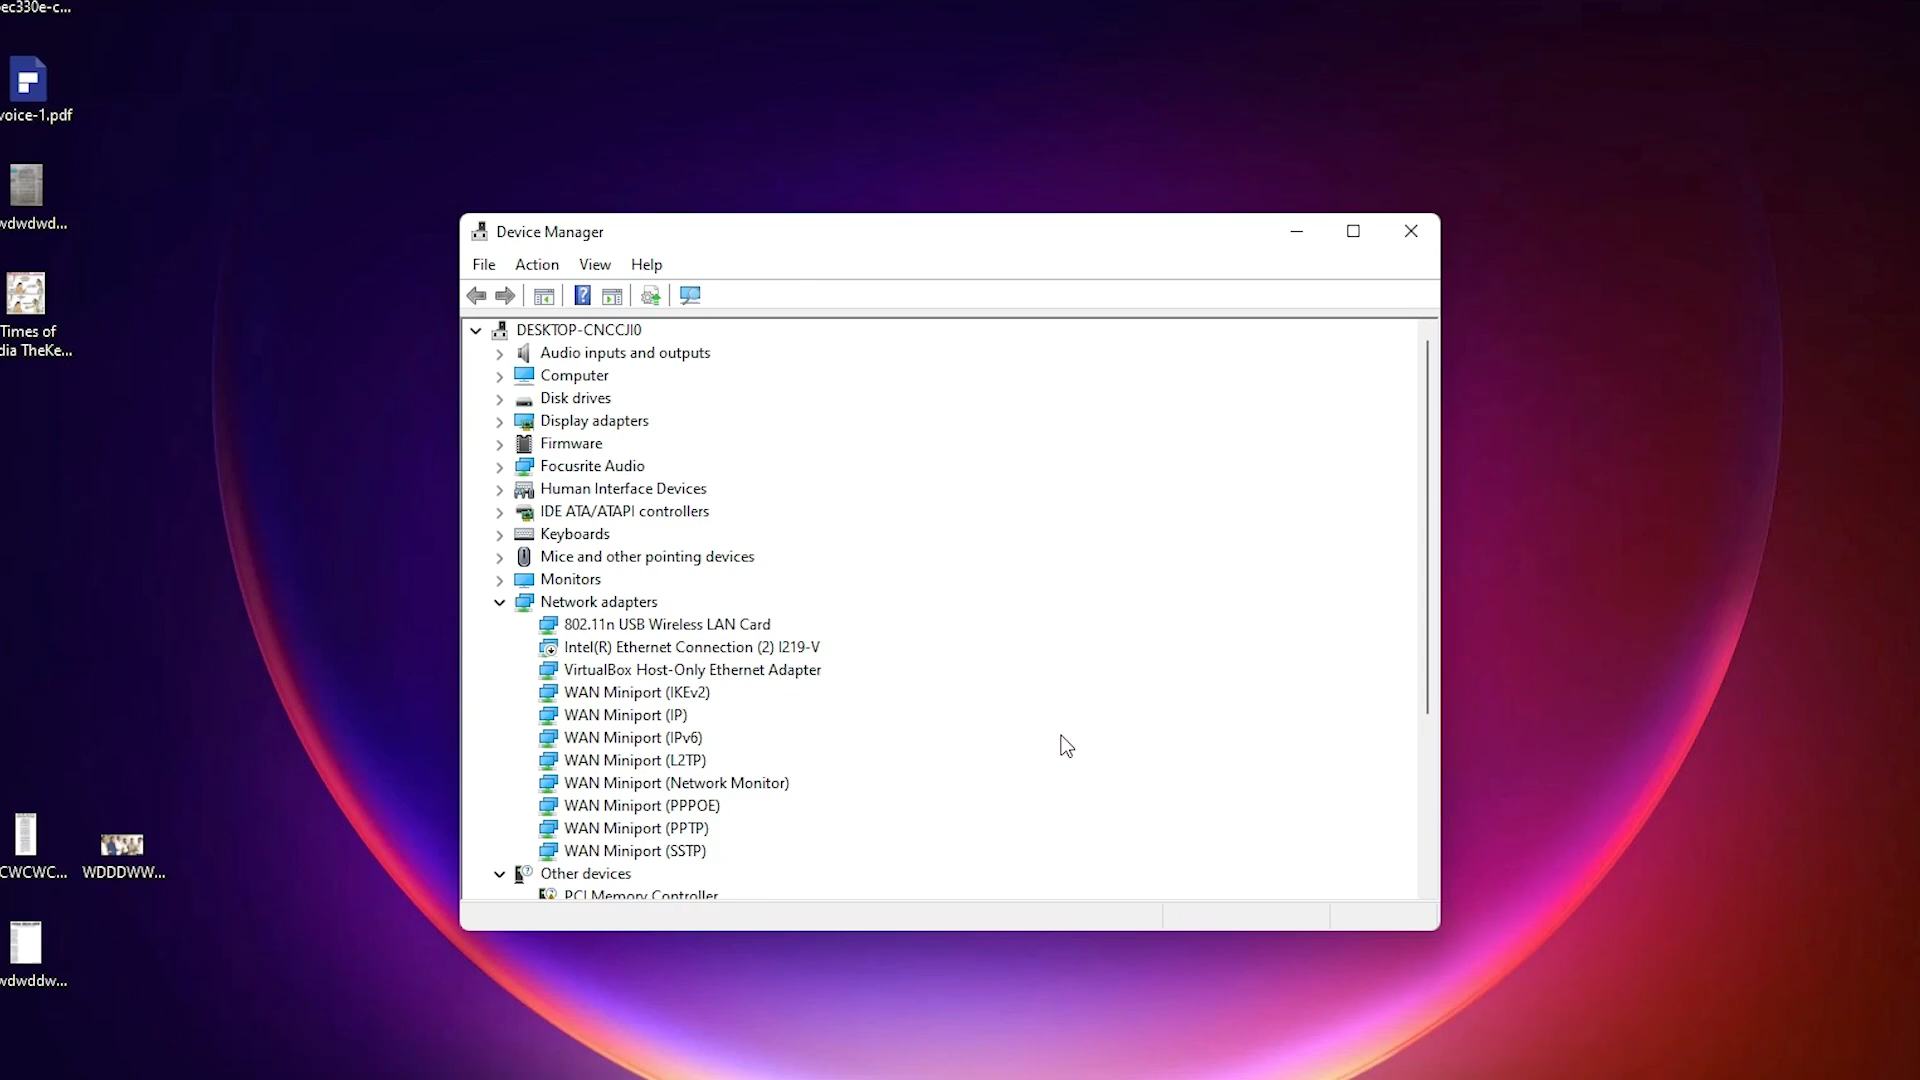 ec330e-c...
voice-1.pdf
wdwdwd...
Times of
dia TheKe...
CWCWC...
WDDDWW...
wdwddw...
Device Manager
File Action View Help
DESKTOP-CNCCJI0
Audio inputs and outputs
Computer
Disk drives
Display adapters
Firmware
Focusrite Audio
Human Interface Devices
IDE ATA/ATAPI controllers
Keyboards
Mice and other pointing devices
Monitors
Network adapters
802.11n USB Wireless LAN Card
Intel(R) Ethernet Connection (2) I219-V
VirtualBox Host-Only Ethernet Adapter
WAN Miniport (IKEv2)
WAN Miniport (IP)
WAN Miniport (IPv6)
WAN Miniport (L2TP)
WAN Miniport (Network Monitor)
WAN Miniport (PPPOE)
WAN Miniport (PPTP)
WAN Miniport (SSTP)
Other devices
PCI Memory Controller